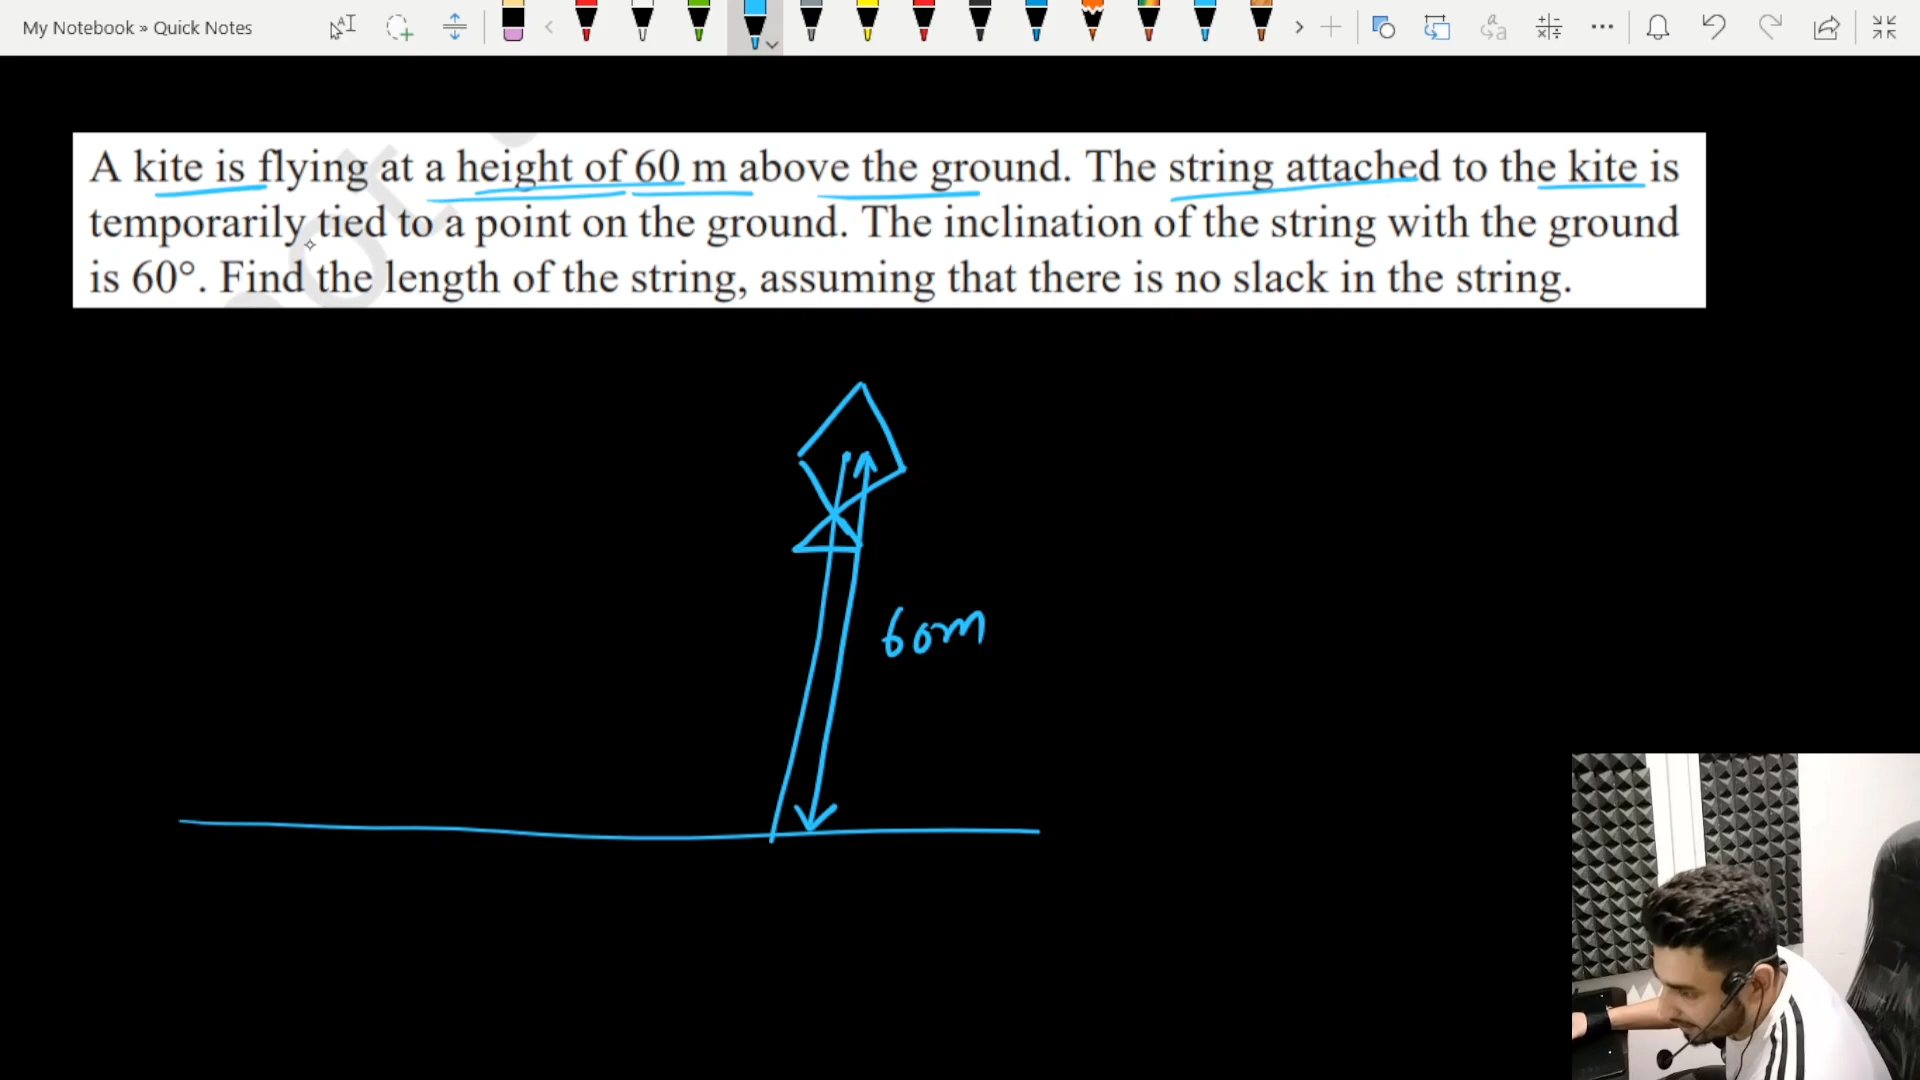 My Notebook » Quick Notes
A kite is flying at a height of 60 m above the ground. The string attached to the kite is
temporarily tied to a point on the ground. The inclination of the string with the ground
is 60°. Find the length of the string, assuming that there is no slack in the string.
60m